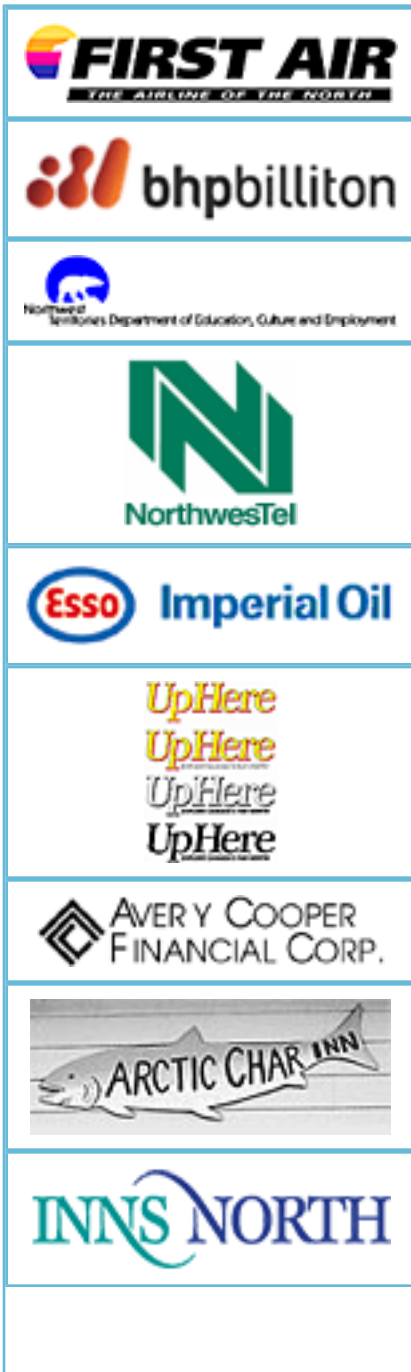 FIRST AIR
THE AIRLINE OF THE NORTH
bhpbilliton
Northwest
Territories Department of Education, Culture and Employment
NorthwesTel
Esso Imperial Oil
UpHere
UpHere
UpHere
UpHere
AVERY COOPER
FINANCIAL CORP.
ARCTIC CHAR INN
INNS NORTH